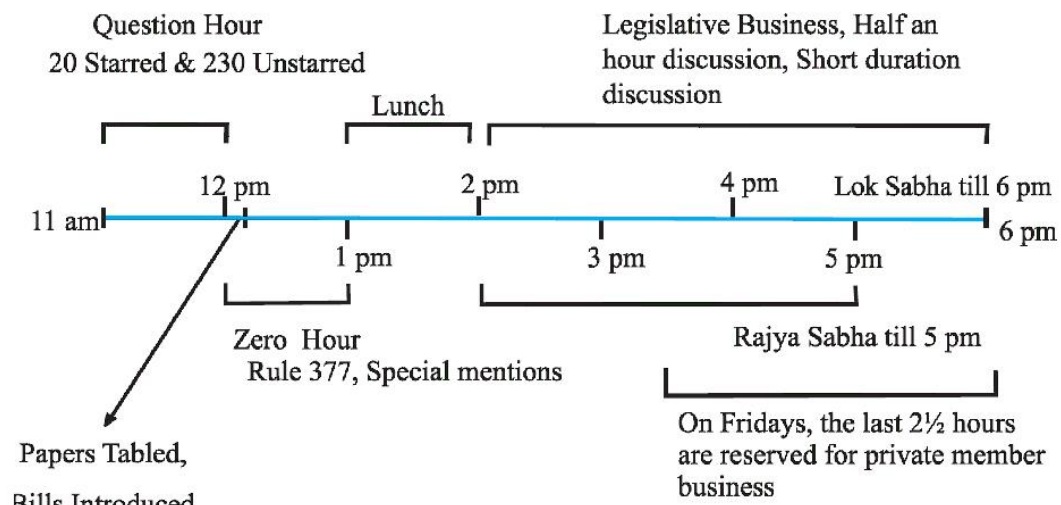 Question Hour
20 Starred & 230 Unstarred
Legislative Business, Half an
hour discussion, Short duration
discussion
Lunch
12 pm
2 pm
4 pm
Lok Sabha till 6 pm
11 am
6 pm
1 pm
3 pm
5 pm
Zero Hour
Rule 377, Special mentions
Rajya Sabha till 5 pm
Papers Tabled,
Bills Introduced
On Fridays, the last 2½ hours
are reserved for private member
business